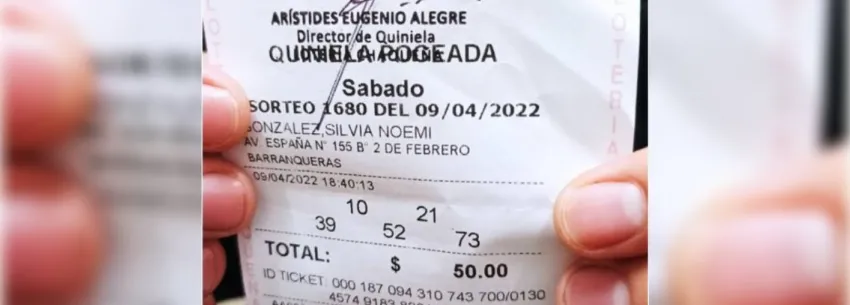 ARÍSTIDES EUGENIO ALEGRE
Director de Quiniela
QUINIELA POCEADA
Sabado
SORTEO 1680 DEL 09/04/2022
GONZALEZ,SILVIA NOEMI
AV. ESPAÑA N° 155 B° 2 DE FEBRERO
BARRANQUERAS
09/04/2022 18:40:13
10 21
39 52 73
TOTAL: $ 50.00
ID TICKET: 000 187 094 310 743 700/0130
4574 9183
LOTERIA